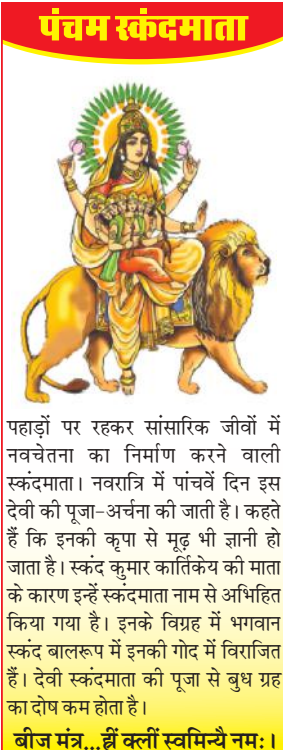 पंचम स्कंदमाता
पहाड़ों पर रहकर सांसारिक जीवों में
नवचेतना का निर्माण करने वाली
स्कंदमाता। नवरात्रि में पांचवें दिन इस
देवी की पूजा-अर्चना की जाती है। कहते
हैं कि इनकी कृपा से मूढ़ भी ज्ञानी हो
जाता है। स्कंद कुमार कार्तिकेय की माता
के कारण इन्हें स्कंदमाता नाम से अभिहित
किया गया है। इनके विग्रह में भगवान
स्कंद बालरूप में इनकी गोद में विराजित
हैं। देवी स्कंदमाता की पूजा से बुध ग्रह
का दोष कम होता है।
बीज मंत्र...ह्रीं क्लीं स्वमिन्यै नमः।